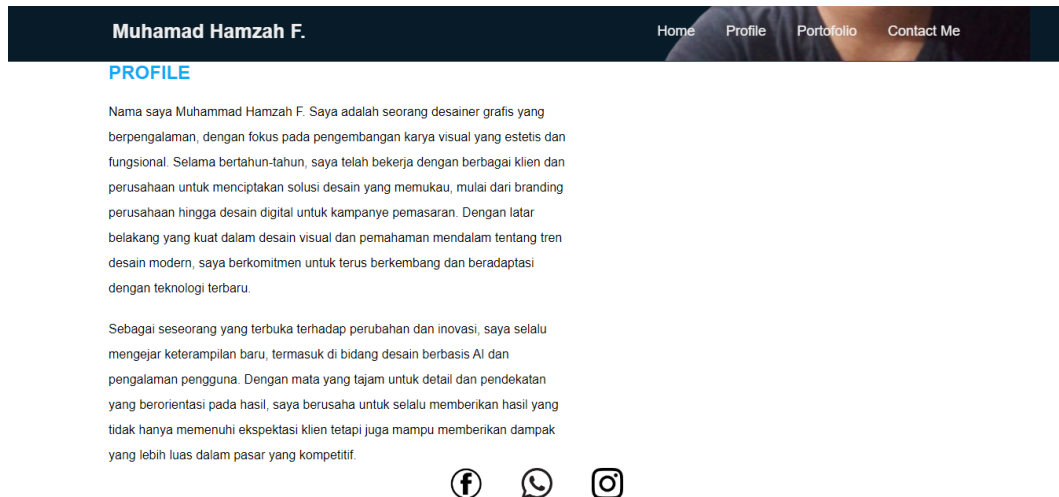 Muhamad Hamzah F.
Home Profile Portofolio Contact Me
PROFILE
Nama saya Muhammad Hamzah F. Saya adalah seorang desainer grafis yang
berpengalaman, dengan fokus pada pengembangan karya visual yang estetis dan
fungsional. Selama bertahun-tahun, saya telah bekerja dengan berbagai klien dan
perusahaan untuk menciptakan solusi desain yang memukau, mulai dari branding
perusahaan hingga desain digital untuk kampanye pemasaran. Dengan latar
belakang yang kuat dalam desain visual dan pemahaman mendalam tentang tren
desain modern, saya berkomitmen untuk terus berkembang dan beradaptasi
dengan teknologi terbaru.
Sebagai seseorang yang terbuka terhadap perubahan dan inovasi, saya selalu
mengejar keterampilan baru, termasuk di bidang desain berbasis AI dan
pengalaman pengguna. Dengan mata yang tajam untuk detail dan pendekatan
yang berorientasi pada hasil, saya berusaha untuk selalu memberikan hasil yang
tidak hanya memenuhi ekspektasi klien tetapi juga mampu memberikan dampak
yang lebih luas dalam pasar yang kompetitif.